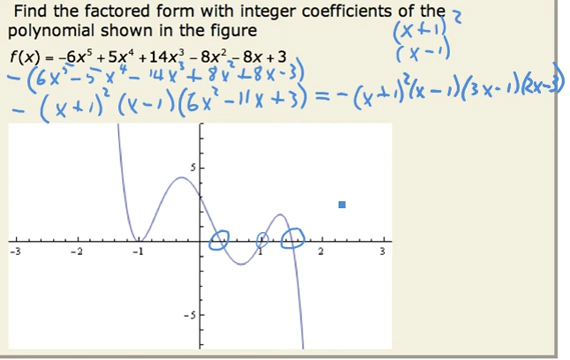 Find the factored form with integer coefficients of the
polynomial shown in the figure
(x+1)²
(x-1)
f(x) = -6x⁵ + 5x⁴ + 14x³ - 8x² - 8x + 3
-(6x⁵-5x⁴-14x³+8x²+8x-3)
-(x+1)²(x-1)(6x²-11x+3) = -(x+1)²(x-1)(3x-1)(2x-3)
5
-3 -2 -1 1 2 3
-5